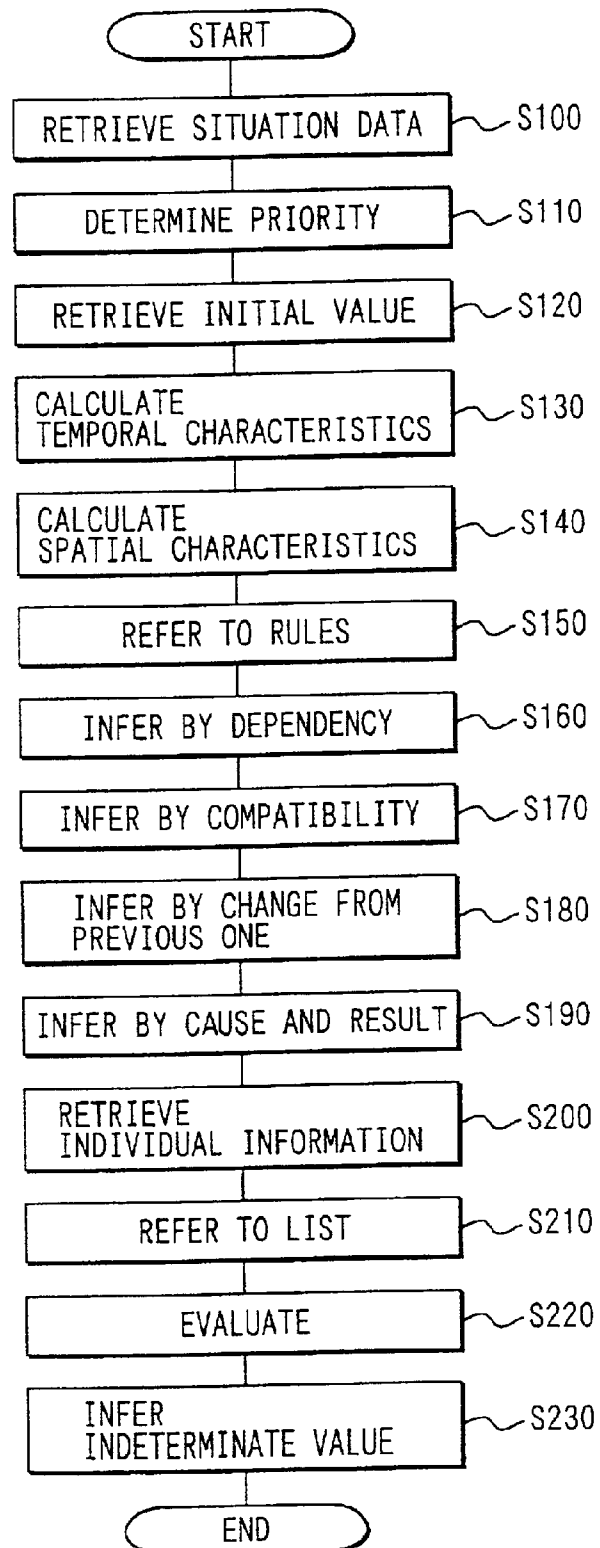 START
RETRIEVE SITUATION DATA S100
DETERMINE PRIORITY S110
RETRIEVE INITIAL VALUE S120
CALCULATE
TEMPORAL CHARACTERISTICS S130
CALCULATE
SPATIAL CHARACTERISTICS S140
REFER TO RULES S150
INFER BY DEPENDENCY S160
INFER BY COMPATIBILITY S170
INFER BY CHANGE FROM
PREVIOUS ONE S180
INFER BY CAUSE AND RESULT S190
RETRIEVE
INDIVIDUAL INFORMATION S200
REFER TO LIST S210
EVALUATE S220
INFER
INDETERMINATE VALUE S230
END